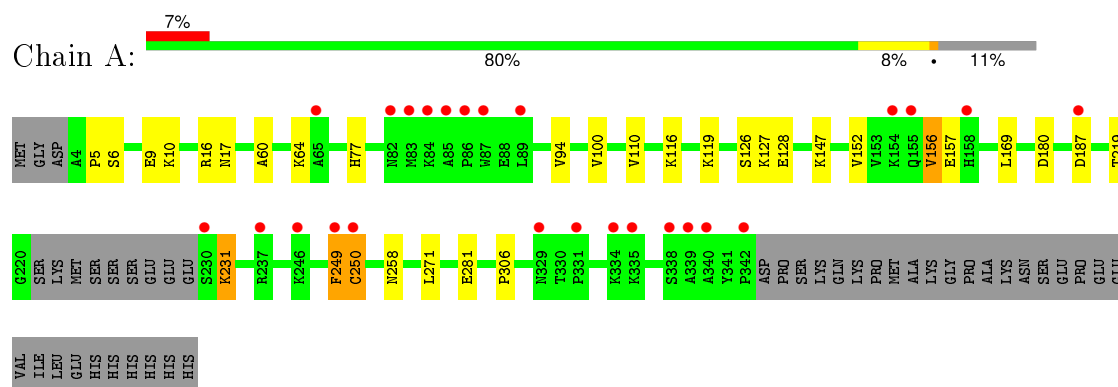 7%
Chain A:
80% 8% • 11%
MET GLY ASP A4 P5 S6 E9 K10 R16 N17 A60 K64 A65 H77 N82 M83 K84 A85 P86 W87 E88 L89 V94 V100 V110 K116 K119 S126 K127 E128 K147 V152 V153 K154 Q155 V156 E157 H158 L169 D180 D187 T219
G220 SER LYS MET SER SER SER GLU GLU GLU S230 K231 R237 K246 F249 C250 N258 L271 E281 P306 N329 T330 P331 K334 K335 S338 A339 A340 Y341 P342 ASP PRO SER LYS GLN LYS PRO MET ALA LYS GLY PRO ALA LYS ASN SER GLU PRO GLU GLU
VAL ILE LEU GLU HIS HIS HIS HIS HIS HIS